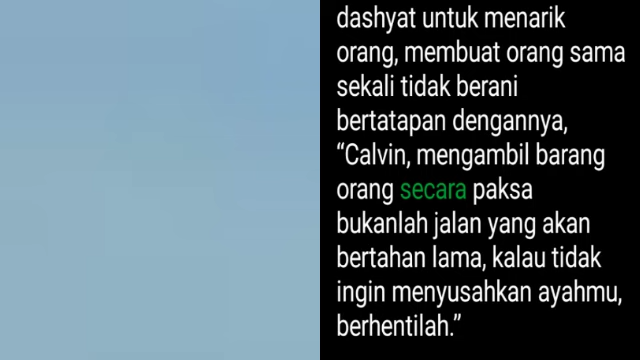 dashyat untuk menarik
orang, membuat orang sama
sekali tidak berani
bertatapan dengannya,
“Calvin, mengambil barang
orang secara paksa
bukanlah jalan yang akan
bertahan lama, kalau tidak
ingin menyusahkan ayahmu,
berhentilah.”